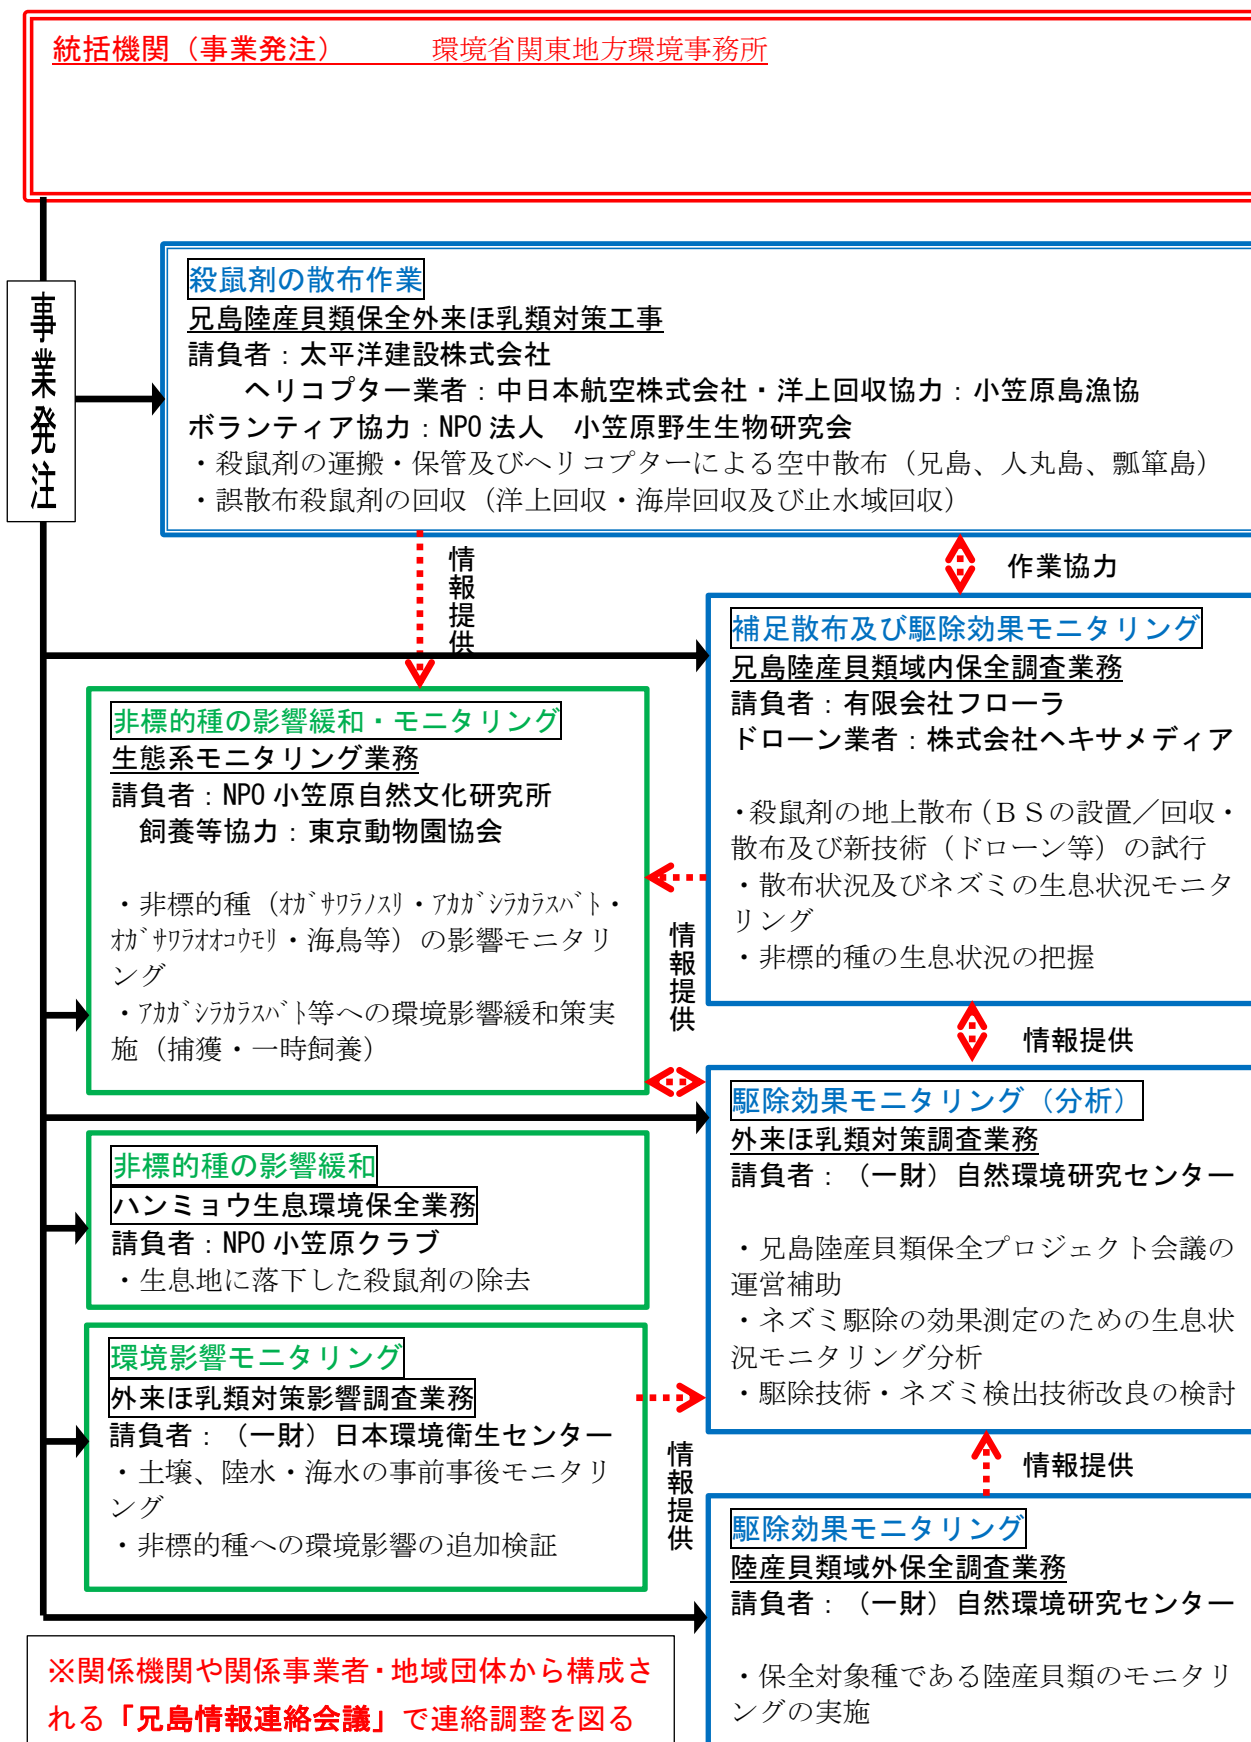 統括機関（事業発注）　　　環境省関東地方環境事務所
事業発注
殺鼠剤の散布作業
兄島陸産貝類保全外来ほ乳類対策工事
請負者：太平洋建設株式会社
ヘリコプター業者：中日本航空株式会社・洋上回収協力：小笠原島漁協
ボランティア協力：NPO法人　小笠原野生生物研究会
・殺鼠剤の運搬・保管及びヘリコプターによる空中散布（兄島、人丸島、瓢箪島）
・誤散布殺鼠剤の回収（洋上回収・海岸回収及び止水域回収）
情報提供
作業協力
補足散布及び駆除効果モニタリング
兄島陸産貝類域内保全調査業務
請負者：有限会社フローラ
ドローン業者：株式会社ヘキサメディア
・殺鼠剤の地上散布（ＢＳの設置／回収・
散布及び新技術（ドローン等）の試行
・散布状況及びネズミの生息状況モニタ
リング
・非標的種の生息状況の把握
非標的種の影響緩和・モニタリング
生態系モニタリング業務
請負者：NPO小笠原自然文化研究所
飼養等協力：東京動物園協会
・非標的種（ｵｶﾞｻﾜﾗﾉｽﾘ・ｱｶｶﾞｼﾗｶﾗｽﾊﾞﾄ・
ｵｶﾞｻﾜﾗｵｵｺｳﾓﾘ・海鳥等）の影響モニタリ
ング
・ｱｶｶﾞｼﾗｶﾗｽﾊﾞﾄ等への環境影響緩和策実
施（捕獲・一時飼養）
情報提供
情報提供
駆除効果モニタリング（分析）
外来ほ乳類対策調査業務
請負者：（一財）自然環境研究センター
・兄島陸産貝類保全プロジェクト会議の
運営補助
・ネズミ駆除の効果測定のための生息状
況モニタリング分析
・駆除技術・ネズミ検出技術改良の検討
非標的種の影響緩和
ハンミョウ生息環境保全業務
請負者：NPO小笠原クラブ
・生息地に落下した殺鼠剤の除去
環境影響モニタリング
外来ほ乳類対策影響調査業務
請負者：（一財）日本環境衛生センター
・土壌、陸水・海水の事前事後モニタリ
ング
・非標的種への環境影響の追加検証
情報提供
情報提供
駆除効果モニタリング
陸産貝類域外保全調査業務
請負者：（一財）自然環境研究センター
・保全対象種である陸産貝類のモニタリ
ングの実施
※関係機関や関係事業者・地域団体から構成さ
れる「兄島情報連絡会議」で連絡調整を図る